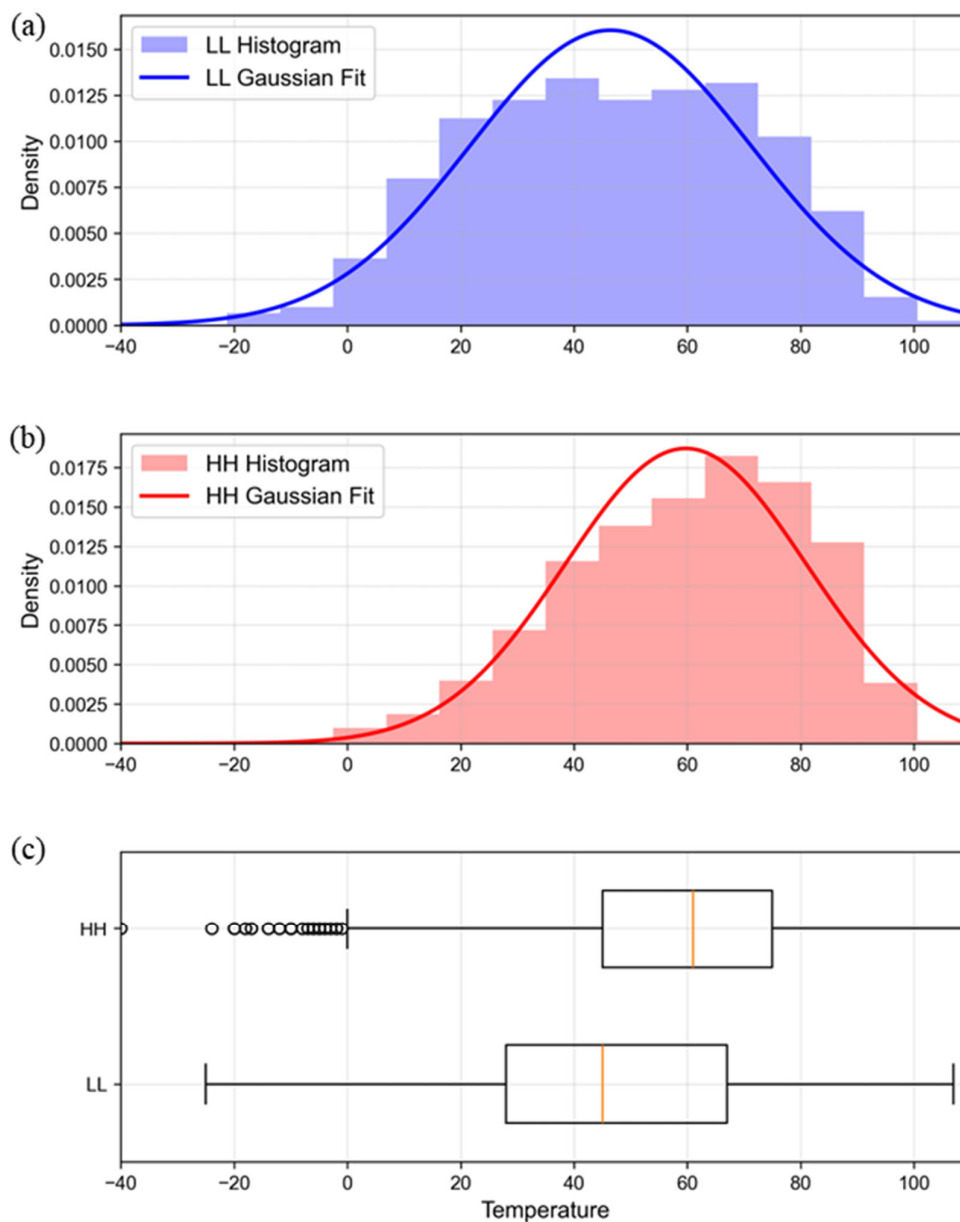 (a)
LL Histogram
LL Gaussian Fit
Density
0.0150
0.0125
0.0100
0.0075
0.0050
0.0025
0.0000
−40 −20 0 20 40 60 80 100
(b)
HH Histogram
HH Gaussian Fit
Density
0.0175
0.0150
0.0125
0.0100
0.0075
0.0050
0.0025
0.0000
−40 −20 0 20 40 60 80 100
(c)
HH
LL
−40 −20 0 20 40 60 80 100
Temperature